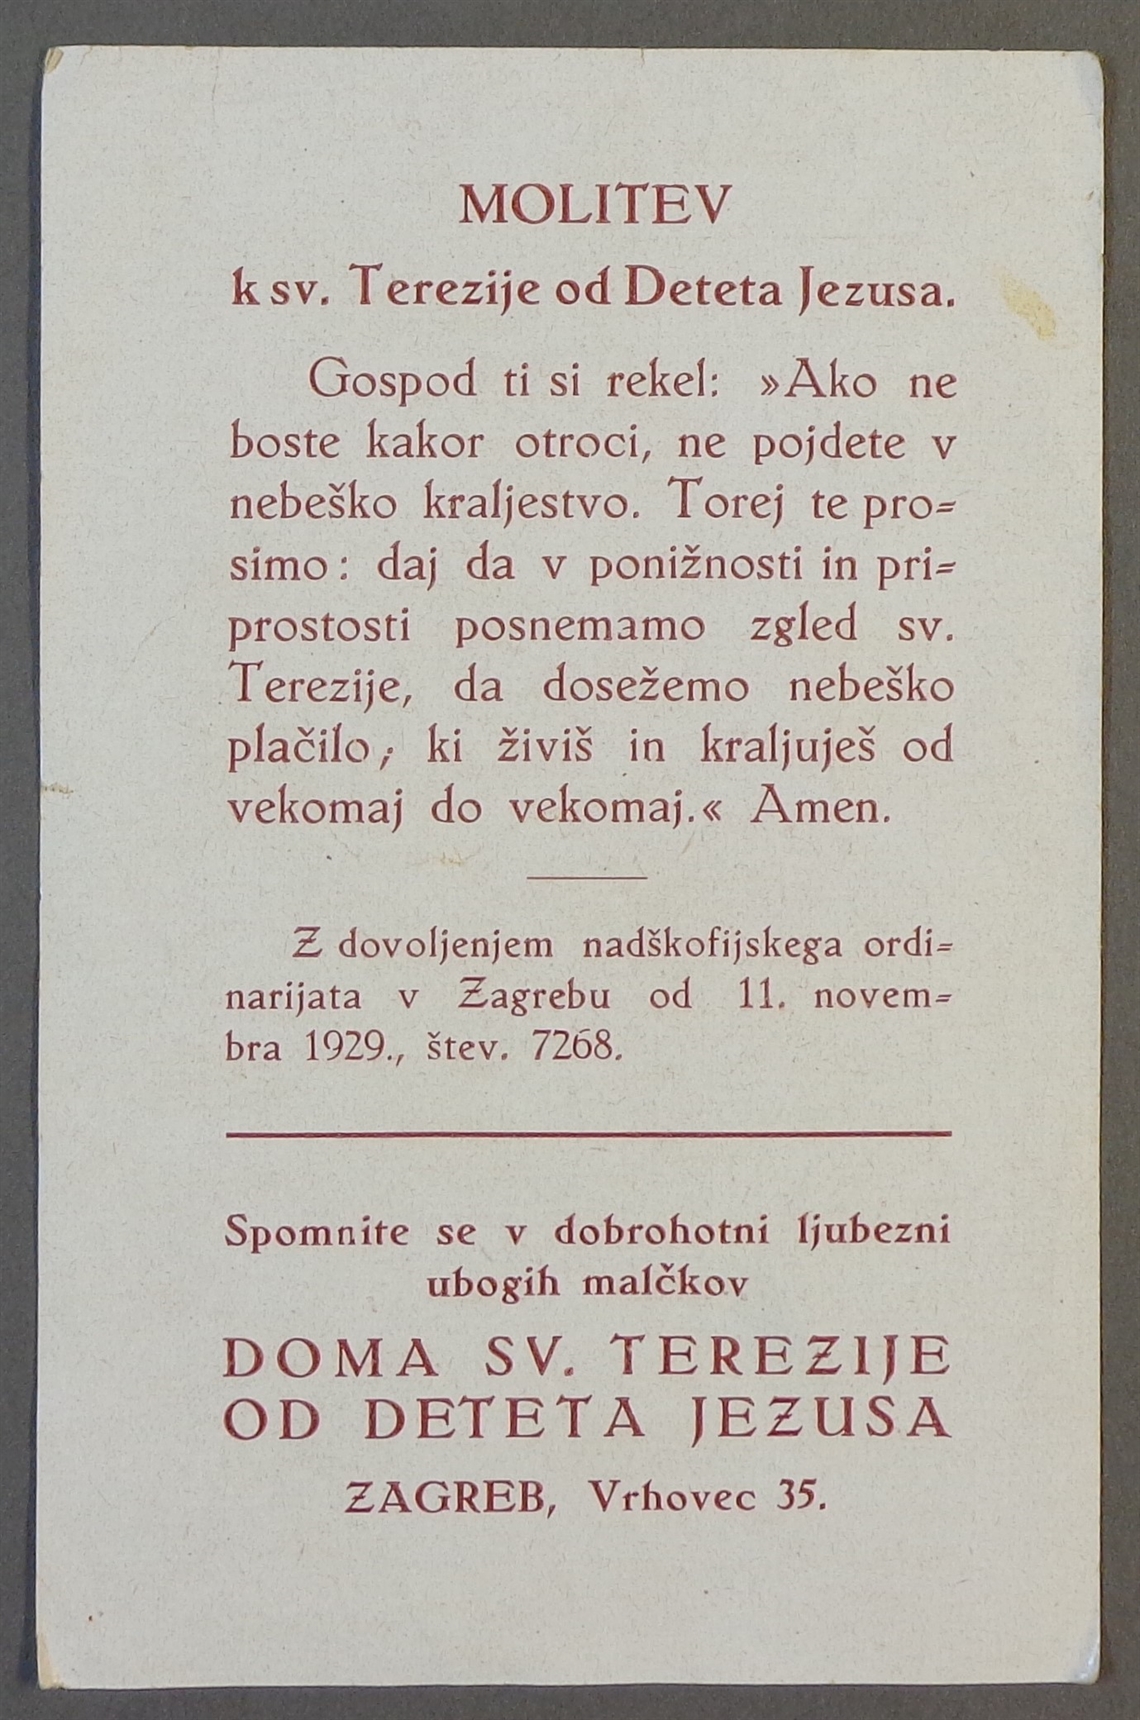 MOLITEV
k sv. Terezije od Deteta Jezusa.
Gospod ti si rekel: »Ako ne
boste kakor otroci, ne pojdete v
nebeško kraljestvo. Torej te pro=
simo: daj da v ponižnosti in pri=
prostosti posnemamo zgled sv.
Terezije, da dosežemo nebeško
plačilo, ki živiš in kraljuješ od
vekomaj do vekomaj.« Amen.
Z dovoljenjem nadškofijskega ordi=
narijata v Zagrebu od 11. novem=
bra 1929., štev. 7268.
Spomnite se v dobrohotni ljubezni
ubogih malčkov
DOMA SV. TEREZIJE
OD DETETA JEZUSA
ZAGREB, Vrhovec 35.